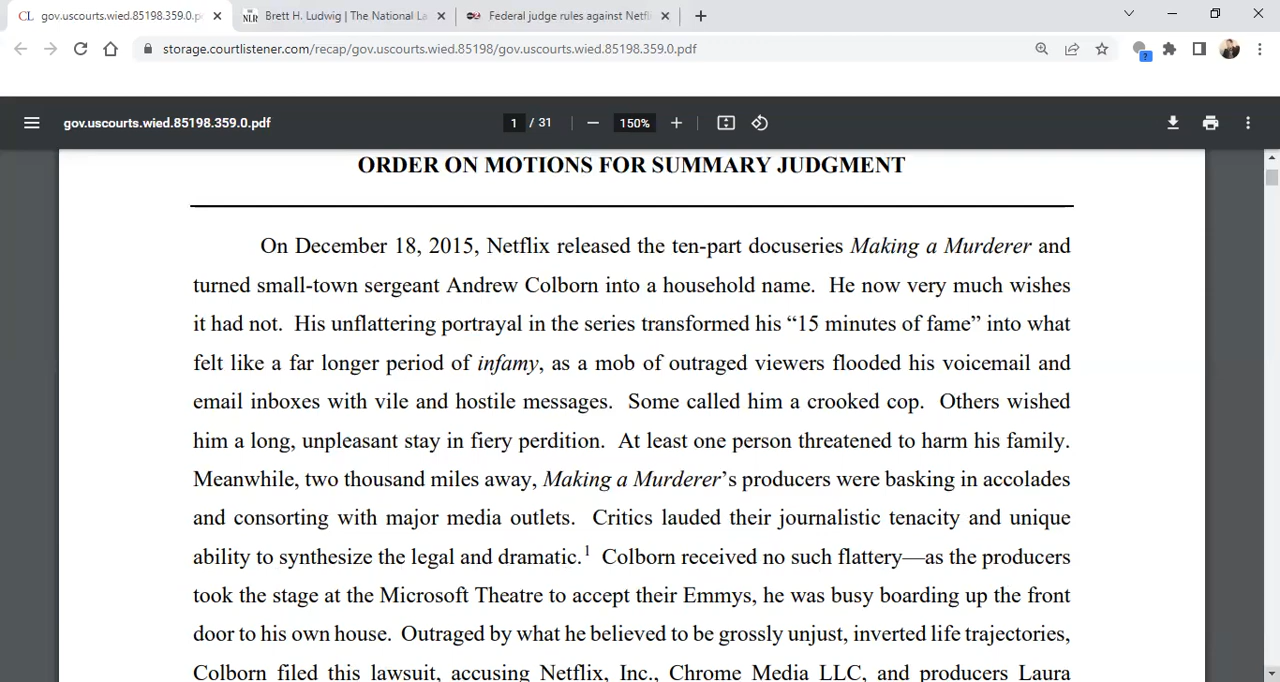 CL gov.uscourts.wied.85198.359.0.p
NLR Brett H. Ludwig | The National La
Federal judge rules against Netfl
storage.courtlistener.com/recap/gov.uscourts.wied.85198/gov.uscourts.wied.85198.359.0.pdf
?
gov.uscourts.wied.85198.359.0.pdf 1 / 31 150%
ORDER ON MOTIONS FOR SUMMARY JUDGMENT
On December 18, 2015, Netflix released the ten-part docuseries Making a Murderer and
turned small-town sergeant Andrew Colborn into a household name. He now very much wishes
it had not. His unflattering portrayal in the series transformed his “15 minutes of fame” into what
felt like a far longer period of infamy, as a mob of outraged viewers flooded his voicemail and
email inboxes with vile and hostile messages. Some called him a crooked cop. Others wished
him a long, unpleasant stay in fiery perdition. At least one person threatened to harm his family.
Meanwhile, two thousand miles away, Making a Murderer’s producers were basking in accolades
and consorting with major media outlets. Critics lauded their journalistic tenacity and unique
ability to synthesize the legal and dramatic.1 Colborn received no such flattery—as the producers
took the stage at the Microsoft Theatre to accept their Emmys, he was busy boarding up the front
door to his own house. Outraged by what he believed to be grossly unjust, inverted life trajectories,
Colborn filed this lawsuit, accusing Netflix, Inc., Chrome Media LLC, and producers Laura